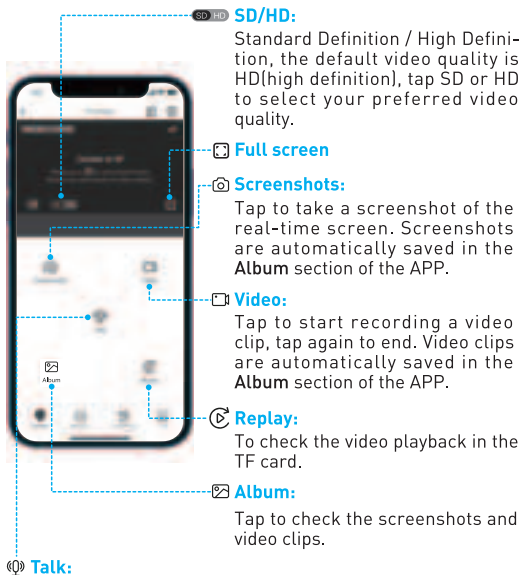 SD HD SD/HD:
Standard Definition / High Defini-
tion, the default video quality is
HD(high definition), tap SD or HD
to select your preferred video
quality.
Full screen
Screenshots:
Tap to take a screenshot of the
real-time screen. Screenshots
are automatically saved in the
Album section of the APP.
Video:
Tap to start recording a video
clip, tap again to end. Video clips
are automatically saved in the
Album section of the APP.
Album
Replay:
To check the video playback in the
TF card.
Album:
Tap to check the screenshots and
video clips.
Talk: